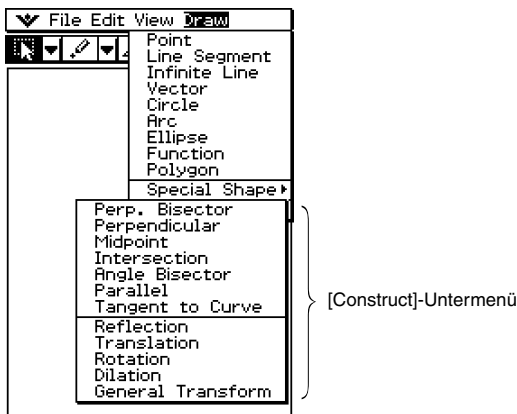 File Edit View Draw
Point
Line Segment
Infinite Line
Vector
Circle
Arc
Ellipse
Function
Polygon
Special Shape
Perp. Bisector
Perpendicular
Midpoint
Intersection
Angle Bisector
Parallel
Tangent to Curve
Reflection
Translation
Rotation
Dilation
General Transform
[Construct]-Untermenü